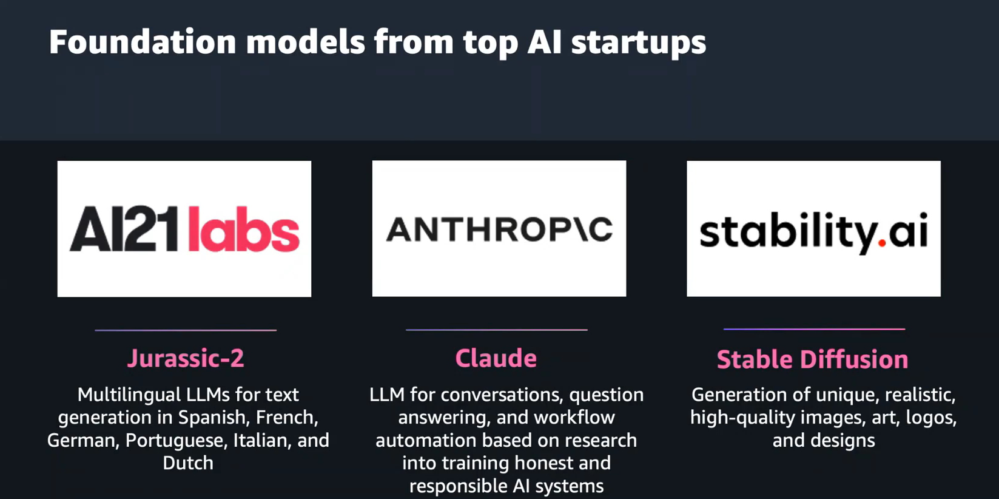 Foundation models from top AI startups
AI21 labs
ANTHROP\C
stability.ai
Jurassic-2
Multilingual LLMs for text
generation in Spanish, French,
German, Portuguese, Italian, and
Dutch
Claude
LLM for conversations, question
answering, and workflow
automation based on research
into training honest and
responsible AI systems
Stable Diffusion
Generation of unique, realistic,
high-quality images, art, logos,
and designs